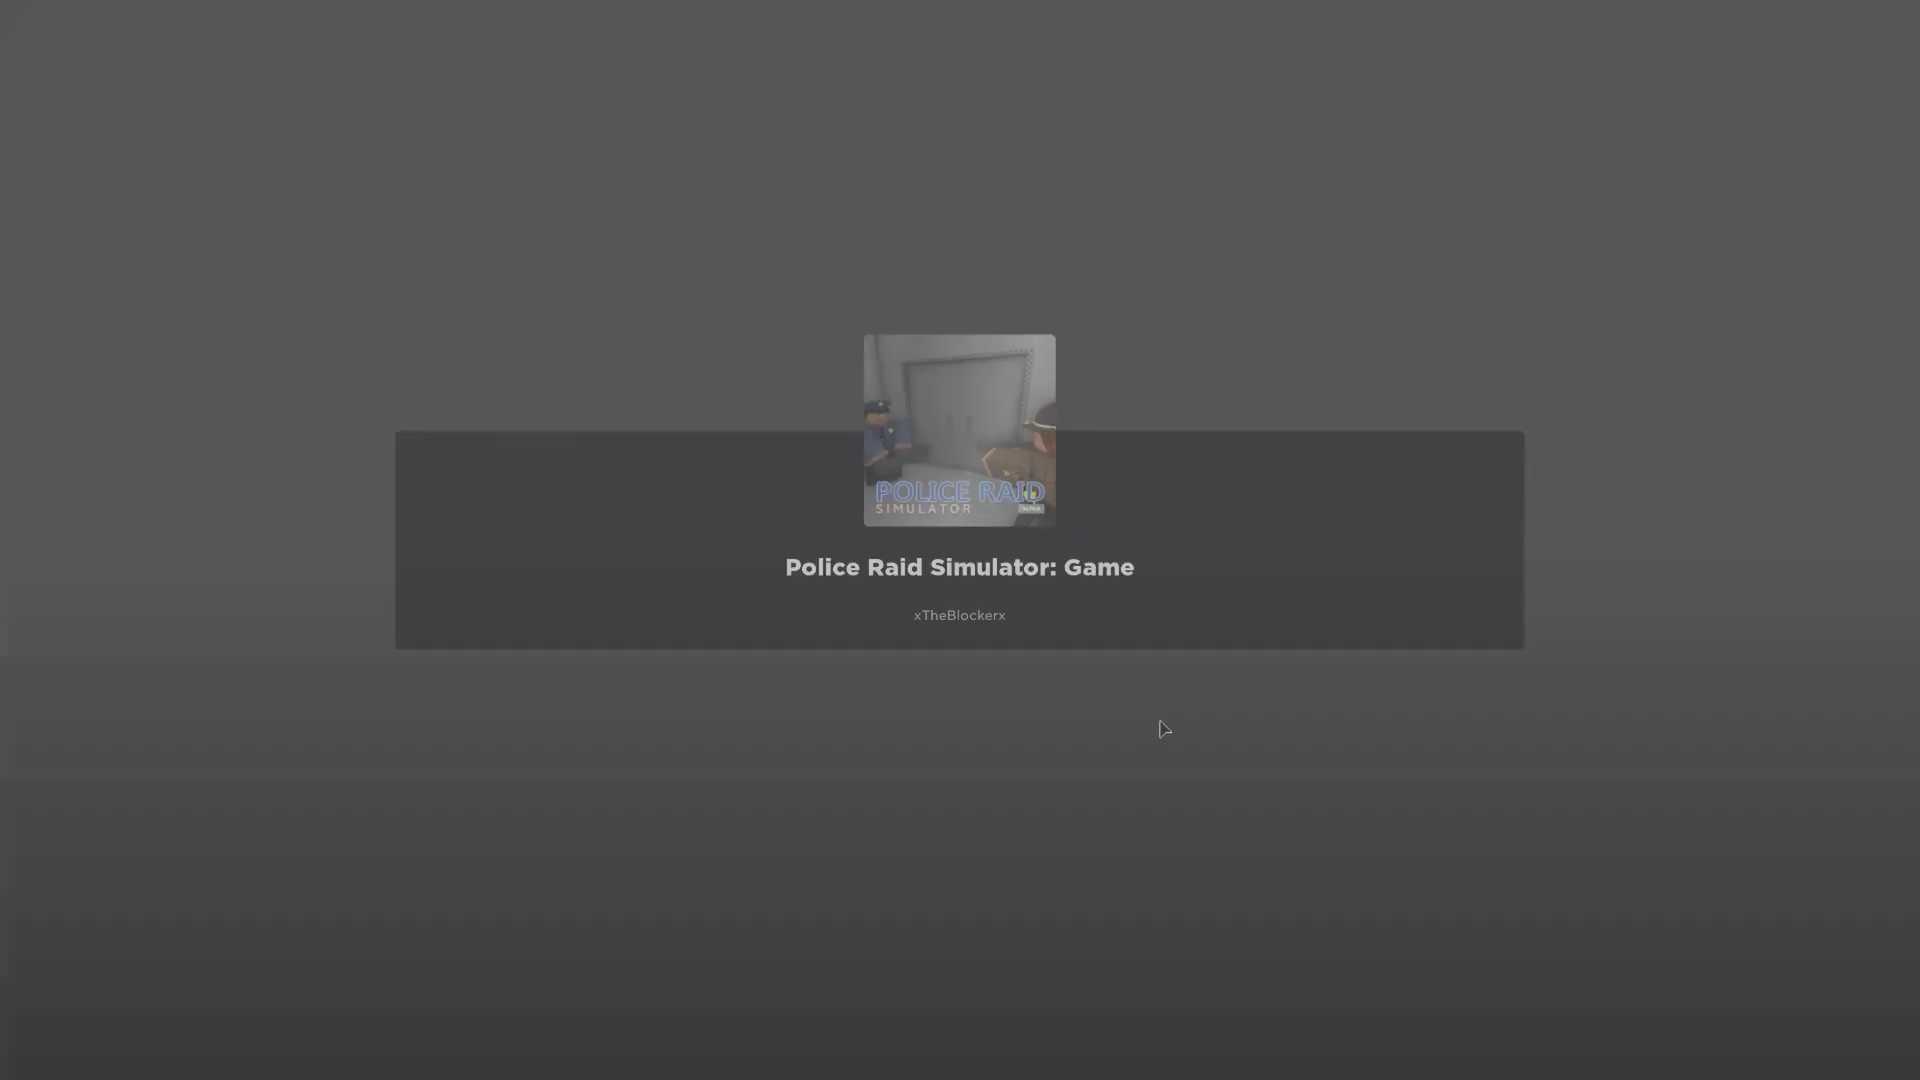 POLICE RAID
SIMULATOR
Police Raid Simulator: Game
xTheBlockerx